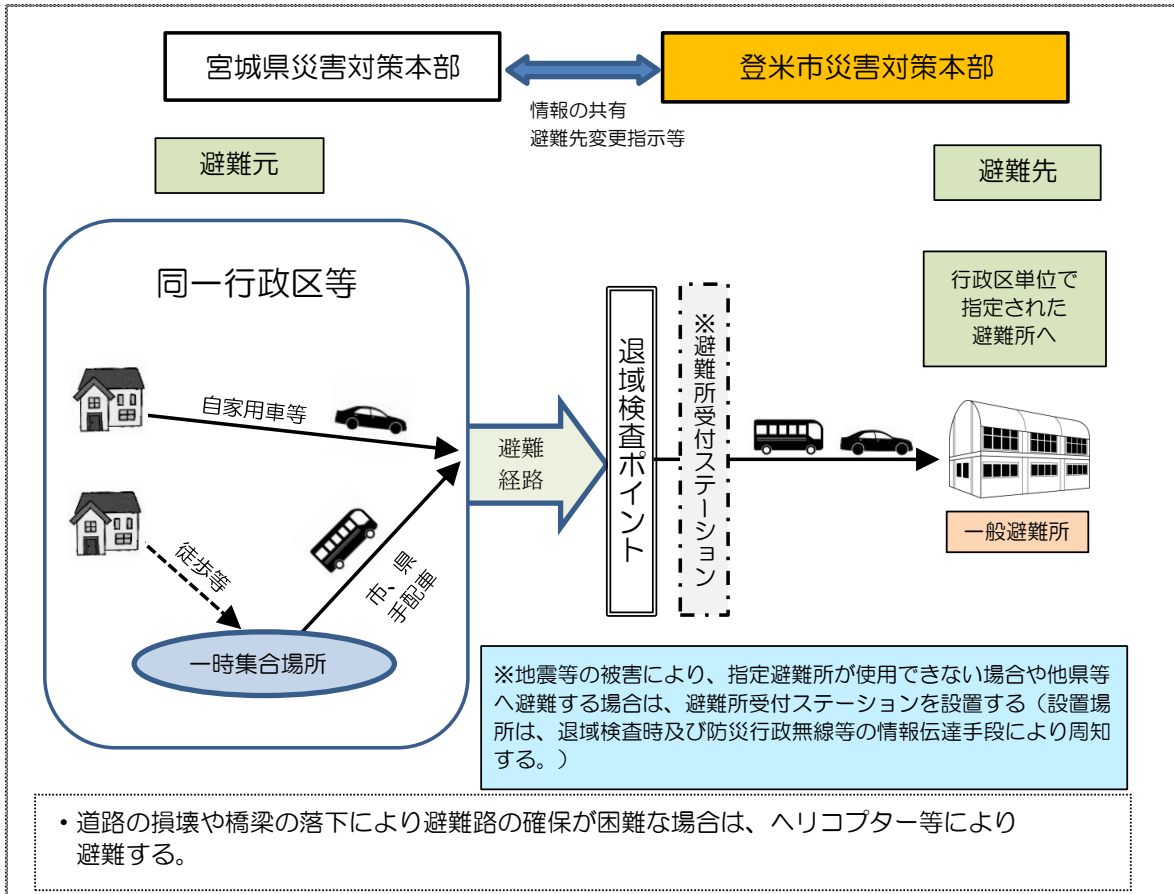 宮城県災害対策本部
登米市災害対策本部
情報の共有
避難先変更指示等
避難元
避難先
同一行政区等
行政区単位で
指定された
避難所へ
自家用車等
徒歩等
市、県
手配車
一時集合場所
避難
経路
退域検査ポイント
※避難所受付ステーション
一般避難所
※地震等の被害により、指定避難所が使用できない場合や他県等
へ避難する場合は、避難所受付ステーションを設置する（設置場
所は、退域検査時及び防災行政無線等の情報伝達手段により周知
する。）
・道路の損壊や橋梁の落下により避難路の確保が困難な場合は、ヘリコプター等により
避難する。